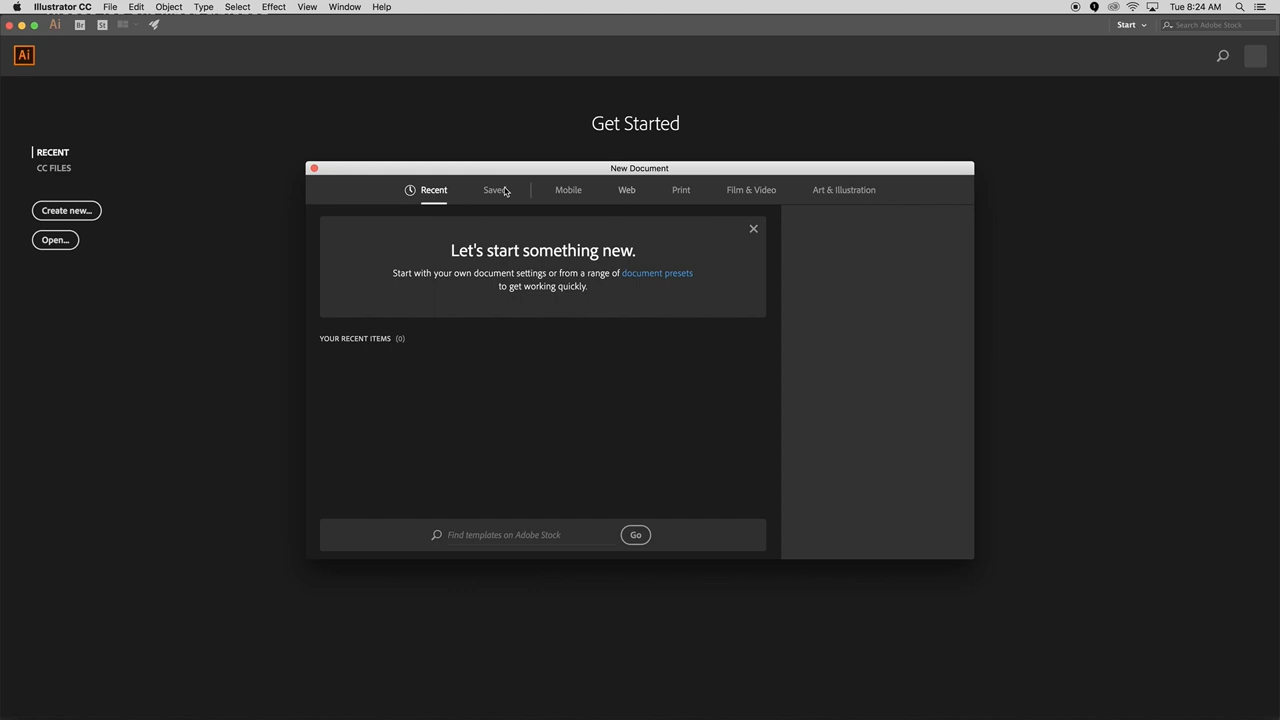 Illustrator CC File Edit Object Type Select Effect View Window Help Tue 8:24 AM
Ai Br St Start Search Adobe Stock
Ai
Get Started
RECENT
CC FILES
Create new...
Open...
New Document
Recent Saved Mobile Web Print Film & Video Art & Illustration
Let's start something new.
Start with your own document settings or from a range of document presets
to get working quickly.
YOUR RECENT ITEMS (0)
Find templates on Adobe Stock Go